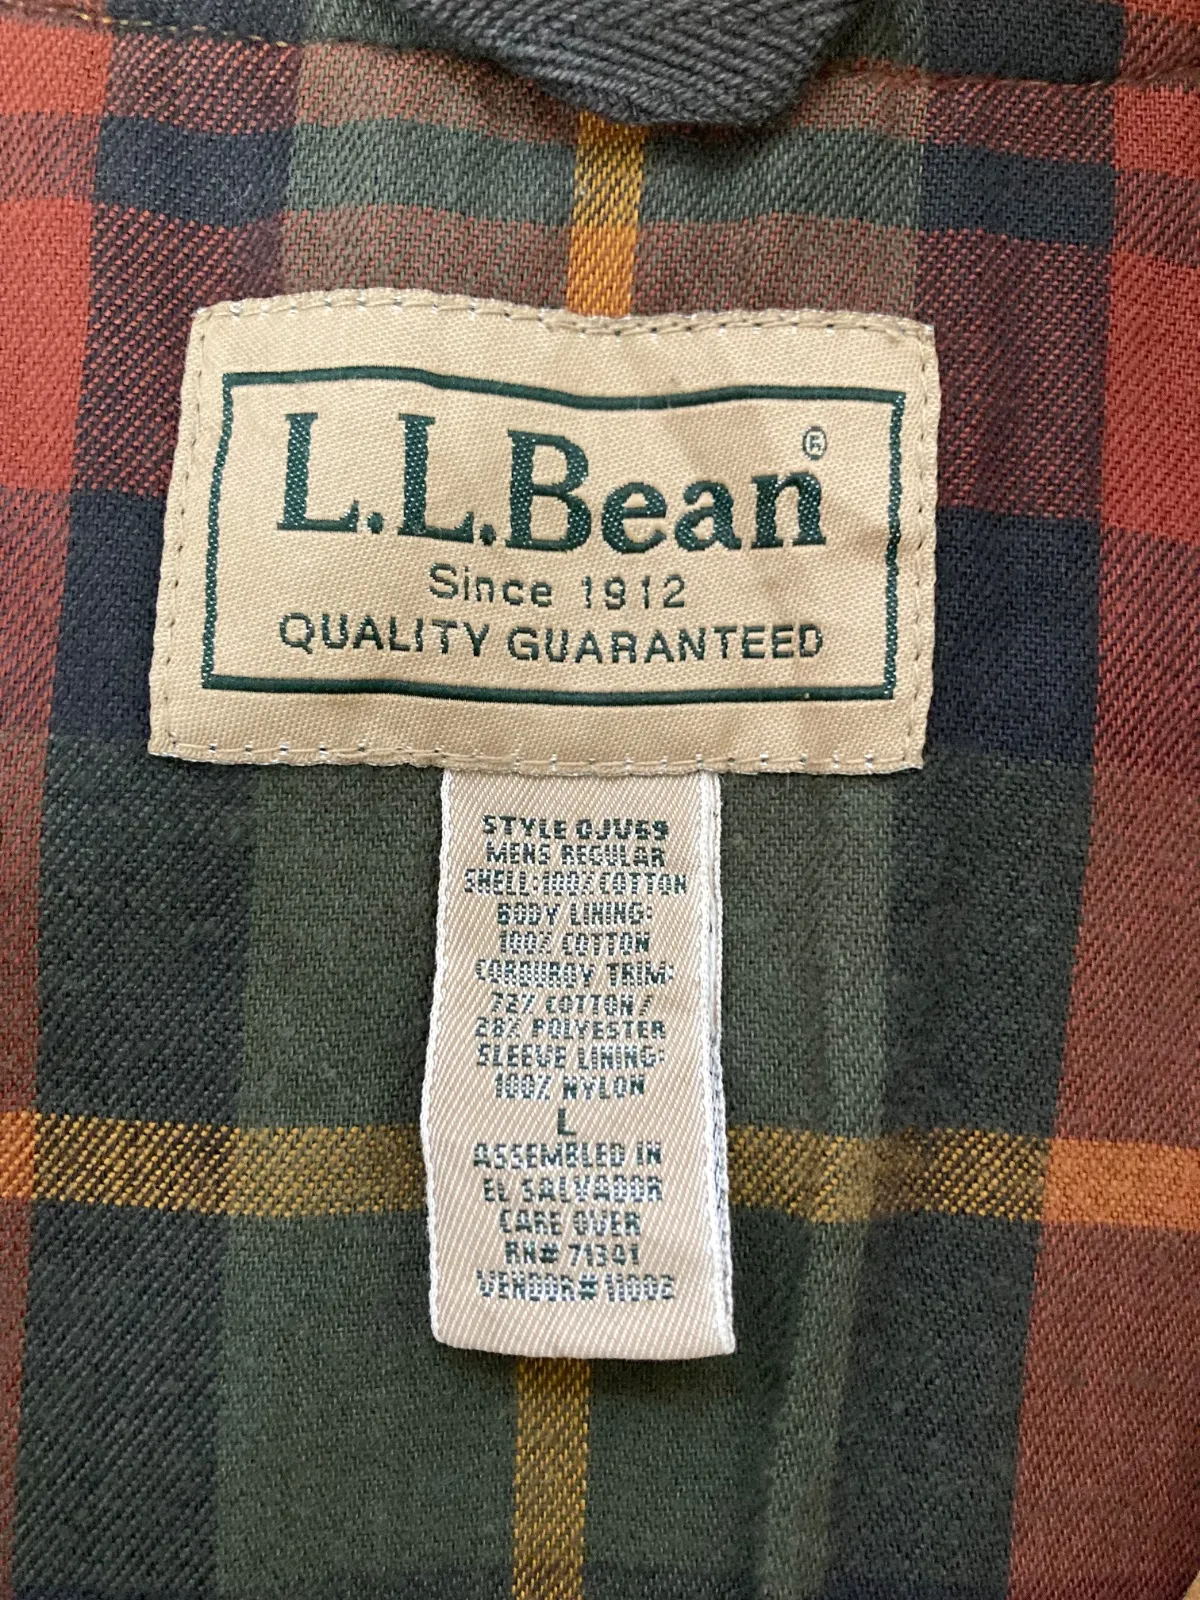 L.L.Bean®
Since 1912
QUALITY GUARANTEED
STYLE 0JU69
MENS REGULAR
SHELL:100% COTTON
BODY LINING:
100% COTTON
CORDUROY TRIM:
72% COTTON/
28% POLYESTER
SLEEVE LINING:
100% NYLON
L
ASSEMBLED IN
EL SALVADOR
CARE OVER
RN# 71341
VENDOR# 11002